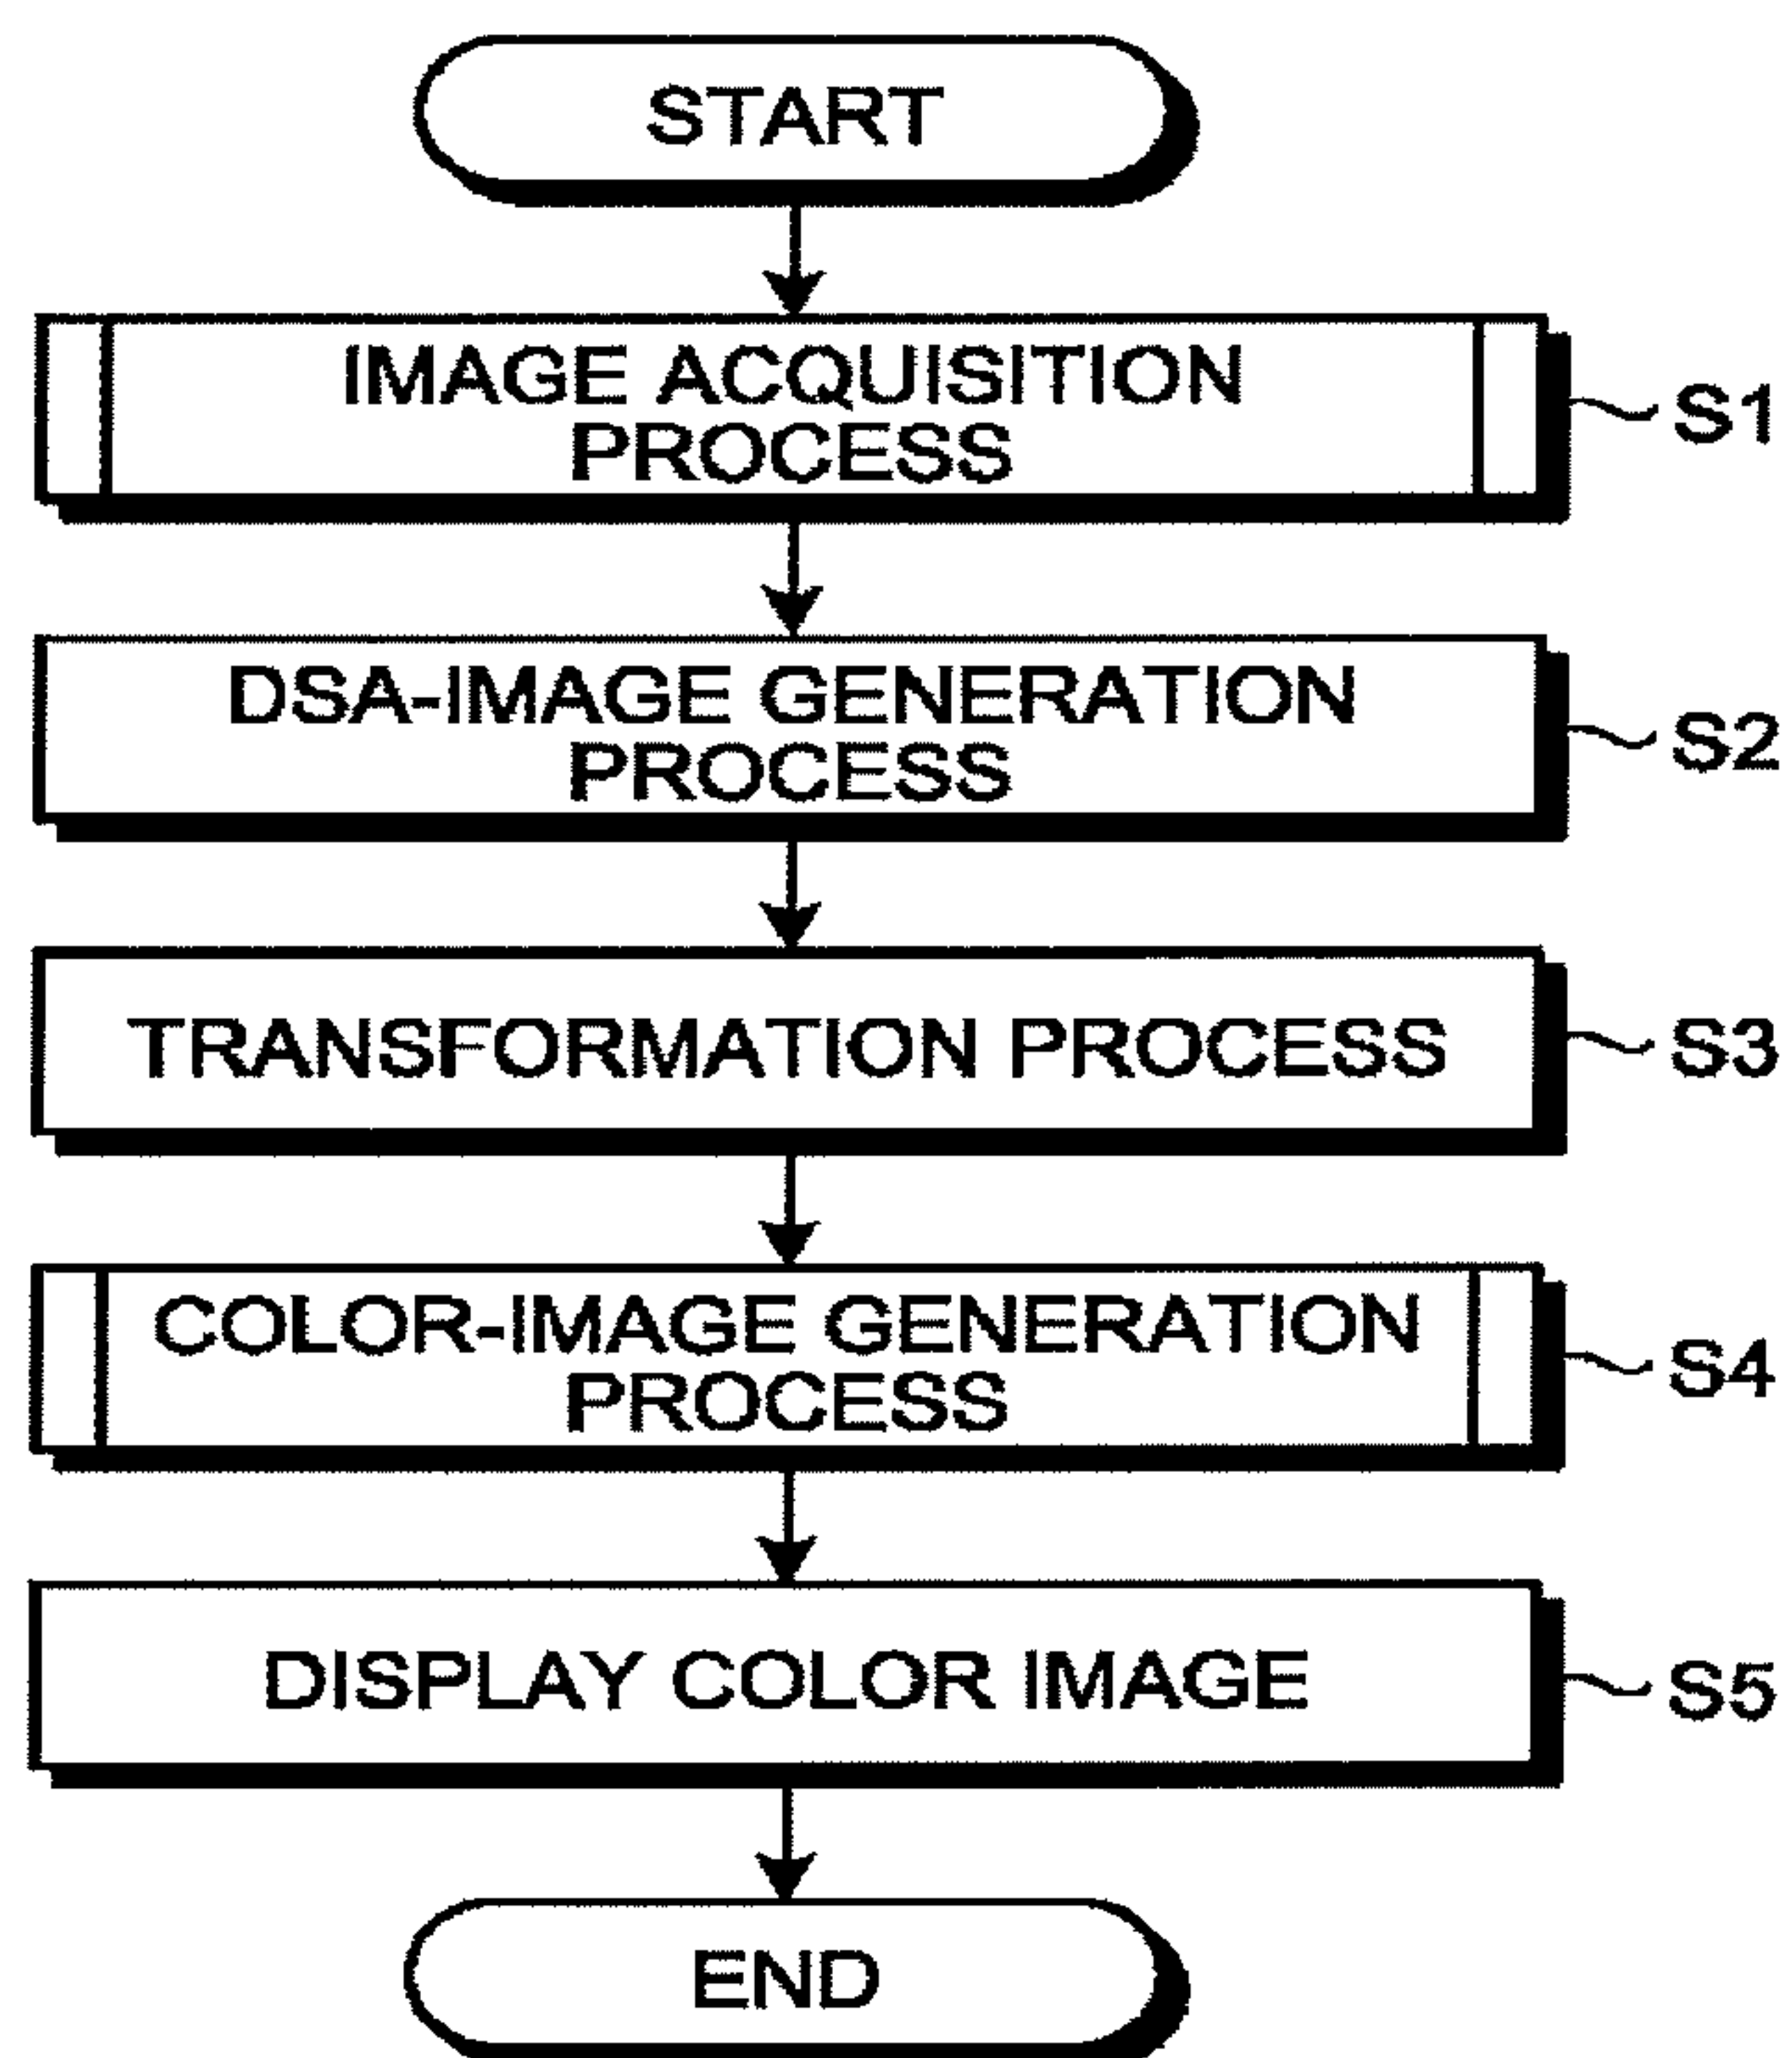 START
IMAGE ACQUISITION
PROCESS
S1
DSA-IMAGE GENERATION
PROCESS
S2
TRANSFORMATION PROCESS
S3
COLOR-IMAGE GENERATION
PROCESS
S4
DISPLAY COLOR IMAGE
S5
END